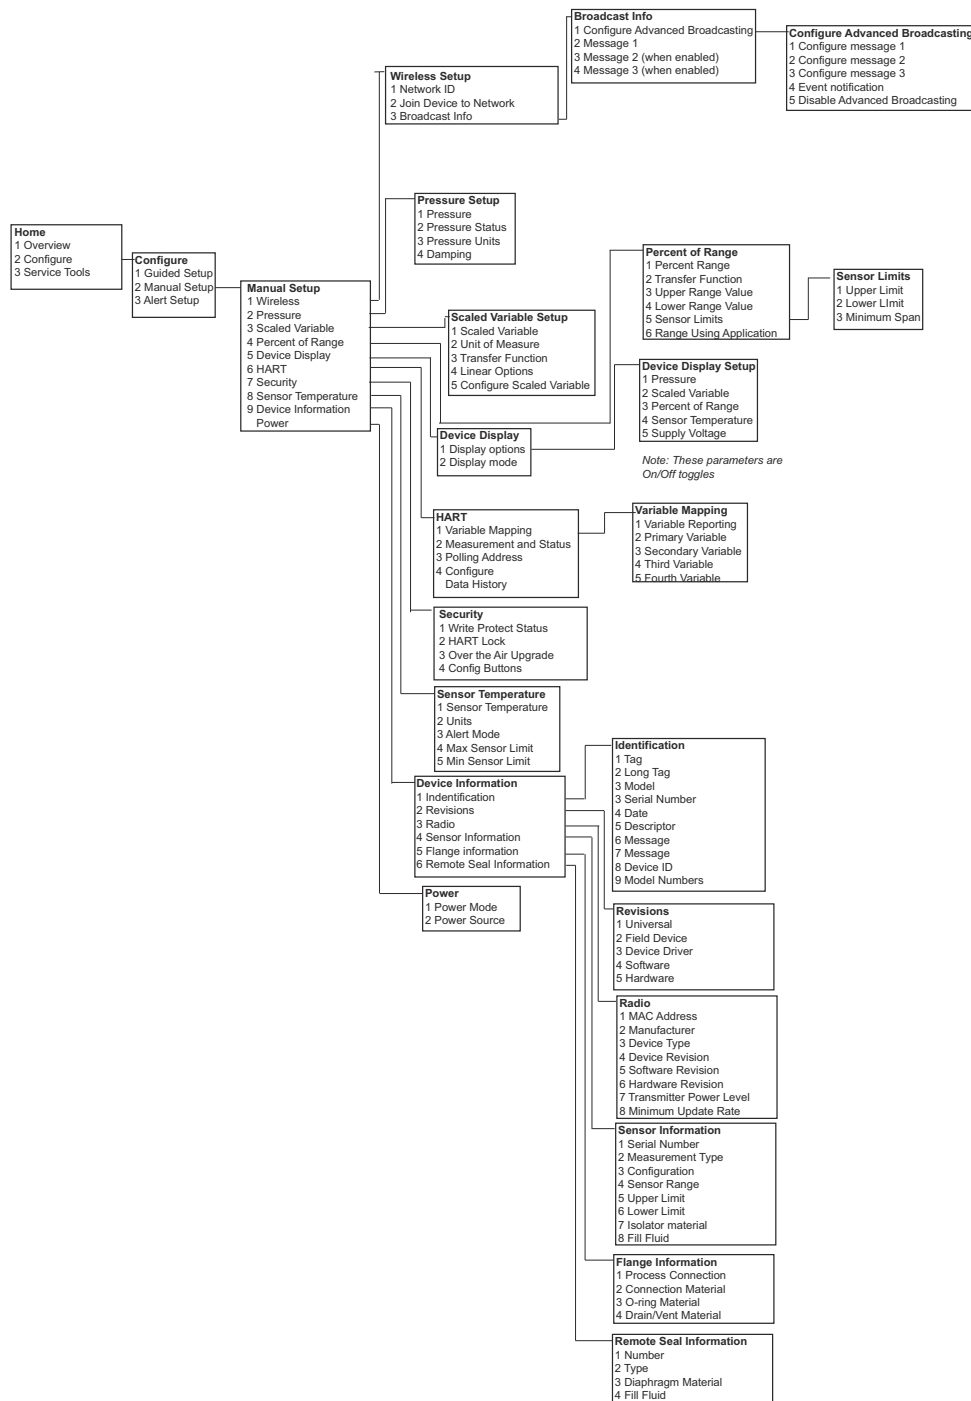 Broadcast Info
1 Configure Advanced Broadcasting
2 Message 1
3 Message 2 (when enabled)
4 Message 3 (when enabled)
Configure Advanced Broadcasting
1 Configure message 1
2 Configure message 2
3 Configure message 3
4 Event notification
5 Disable Advanced Broadcasting
Wireless Setup
1 Network ID
2 Join Device to Network
3 Broadcast Info
Pressure Setup
1 Pressure
2 Pressure Status
3 Pressure Units
4 Damping
Home
1 Overview
2 Configure
3 Service Tools
Configure
1 Guided Setup
2 Manual Setup
3 Alert Setup
Manual Setup
1 Wireless
2 Pressure
3 Scaled Variable
4 Percent of Range
5 Device Display
6 HART
7 Security
8 Sensor Temperature
9 Device Information
Power
Percent of Range
1 Percent Range
2 Transfer Function
3 Upper Range Value
4 Lower Range Value
5 Sensor Limits
6 Range Using Application
Sensor Limits
1 Upper Limit
2 Lower LImit
3 Minimum Span
Scaled Variable Setup
1 Scaled Variable
2 Unit of Measure
3 Transfer Function
4 Linear Options
5 Configure Scaled Variable
Device Display Setup
1 Pressure
2 Scaled Variable
3 Percent of Range
4 Sensor Temperature
5 Supply Voltage
Note: These parameters are
On/Off toggles
Device Display
1 Display options
2 Display mode
HART
1 Variable Mapping
2 Measurement and Status
3 Polling Address
4 Configure
Data History
Variable Mapping
1 Variable Reporting
2 Primary Variable
3 Secondary Variable
4 Third Variable
5 Fourth Variable
Security
1 Write Protect Status
2 HART Lock
3 Over the Air Upgrade
4 Config Buttons
Sensor Temperature
1 Sensor Temperature
2 Units
3 Alert Mode
4 Max Sensor Limit
5 Min Sensor Limit
Device Information
1 Indentification
2 Revisions
3 Radio
4 Sensor Information
5 Flange information
6 Remote Seal Information
Power
1 Power Mode
2 Power Source
Identification
1 Tag
2 Long Tag
3 Model
3 Serial Number
4 Date
5 Descriptor
6 Message
7 Message
8 Device ID
9 Model Numbers
Revisions
1 Universal
2 Field Device
3 Device Driver
4 Software
5 Hardware
Radio
1 MAC Address
2 Manufacturer
3 Device Type
4 Device Revision
5 Software Revision
6 Hardware Revision
7 Transmitter Power Level
8 Minimum Update Rate
Sensor Information
1 Serial Number
2 Measurement Type
3 Configuration
4 Sensor Range
5 Upper Limit
6 Lower Limit
7 Isolator material
8 Fill Fluid
Flange Information
1 Process Connection
2 Connection Material
3 O-ring Material
4 Drain/Vent Material
Remote Seal Information
1 Number
2 Type
3 Diaphragm Material
4 Fill Fluid